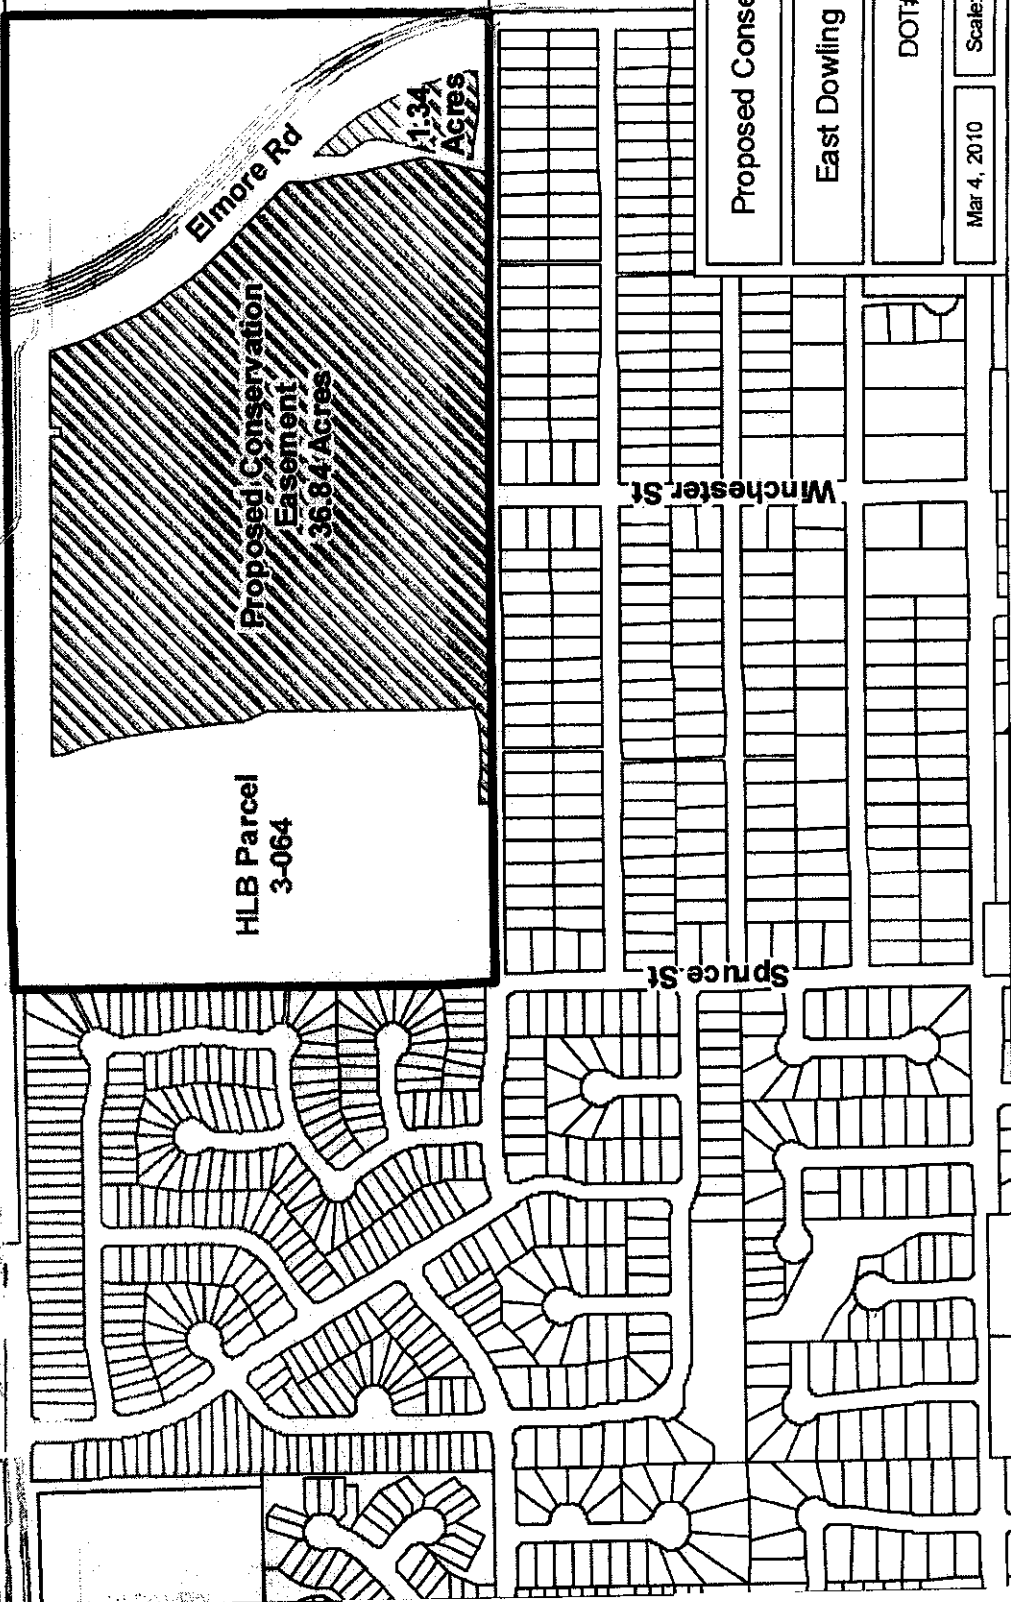 Elmore Rd
1.34
Acres
Proposed Conservation
Easement
36.84 Acres
HLB Parcel
3-064
Winchester St
Spruce St
Proposed Conse
East Dowling
DOT#
Mar 4, 2010
Scale: